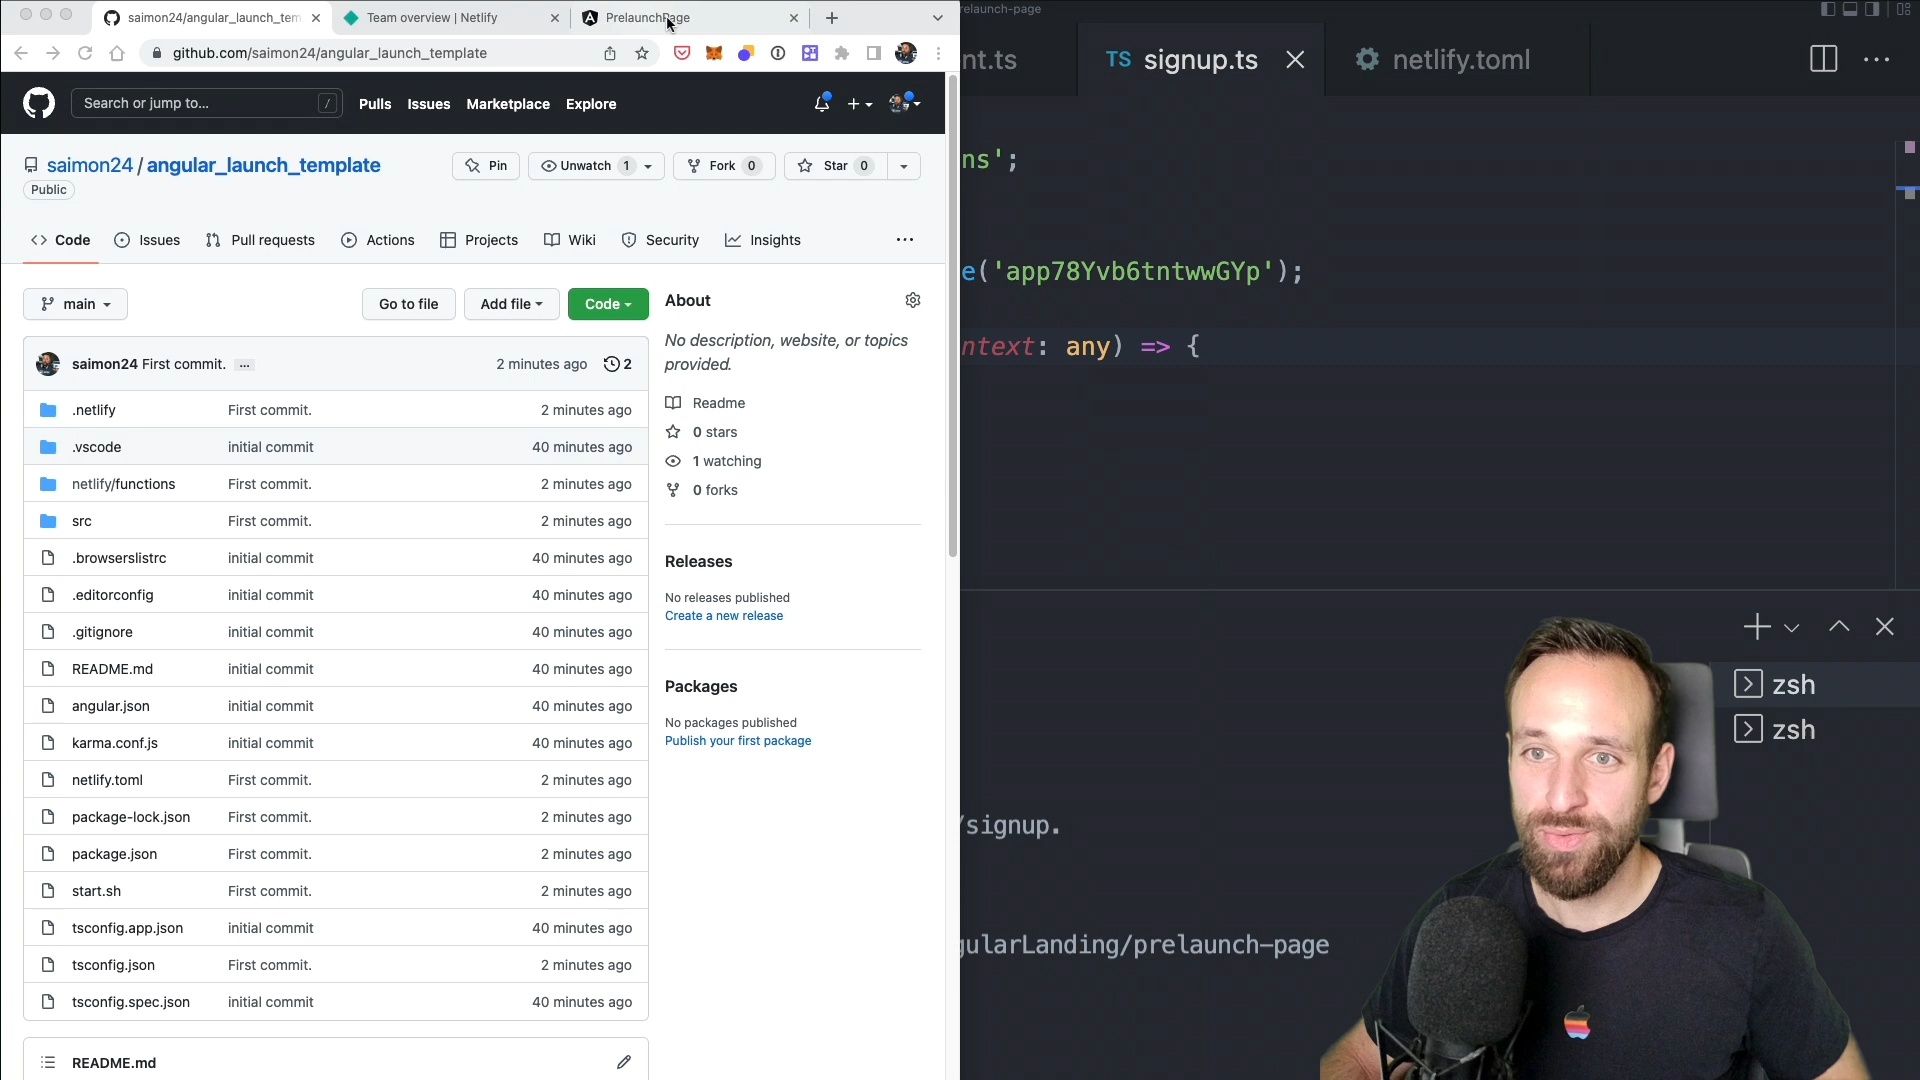 saimon24/angular_launch_tem
Team overview | Netlify
PrelaunchPage
github.com/saimon24/angular_launch_template
Search or jump to...
/
Pulls
Issues
Marketplace
Explore
saimon24 / angular_launch_template
Public
Pin
Unwatch 1
Fork 0
Star 0
Code
Issues
Pull requests
Actions
Projects
Wiki
Security
Insights
main
Go to file
Add file
Code
saimon24 First commit. ... 2 minutes ago 2
.netlify First commit. 2 minutes ago
.vscode initial commit 40 minutes ago
netlify/functions First commit. 2 minutes ago
src First commit. 2 minutes ago
.browserslistrc initial commit 40 minutes ago
.editorconfig initial commit 40 minutes ago
.gitignore initial commit 40 minutes ago
README.md initial commit 40 minutes ago
angular.json initial commit 40 minutes ago
karma.conf.js initial commit 40 minutes ago
netlify.toml First commit. 2 minutes ago
package-lock.json First commit. 2 minutes ago
package.json First commit. 2 minutes ago
start.sh First commit. 2 minutes ago
tsconfig.app.json initial commit 40 minutes ago
tsconfig.json First commit. 2 minutes ago
tsconfig.spec.json initial commit 40 minutes ago
README.md
About
No description, website, or topics
provided.
Readme
0 stars
1 watching
0 forks
Releases
No releases published
Create a new release
Packages
No packages published
Publish your first package
relaunch-page
nt.ts
TS signup.ts
netlify.toml
ns';
e('app78Yvb6tntwwGYp');
ntext: any) => {
zsh
zsh
/signup.
gularLanding/prelaunch-page